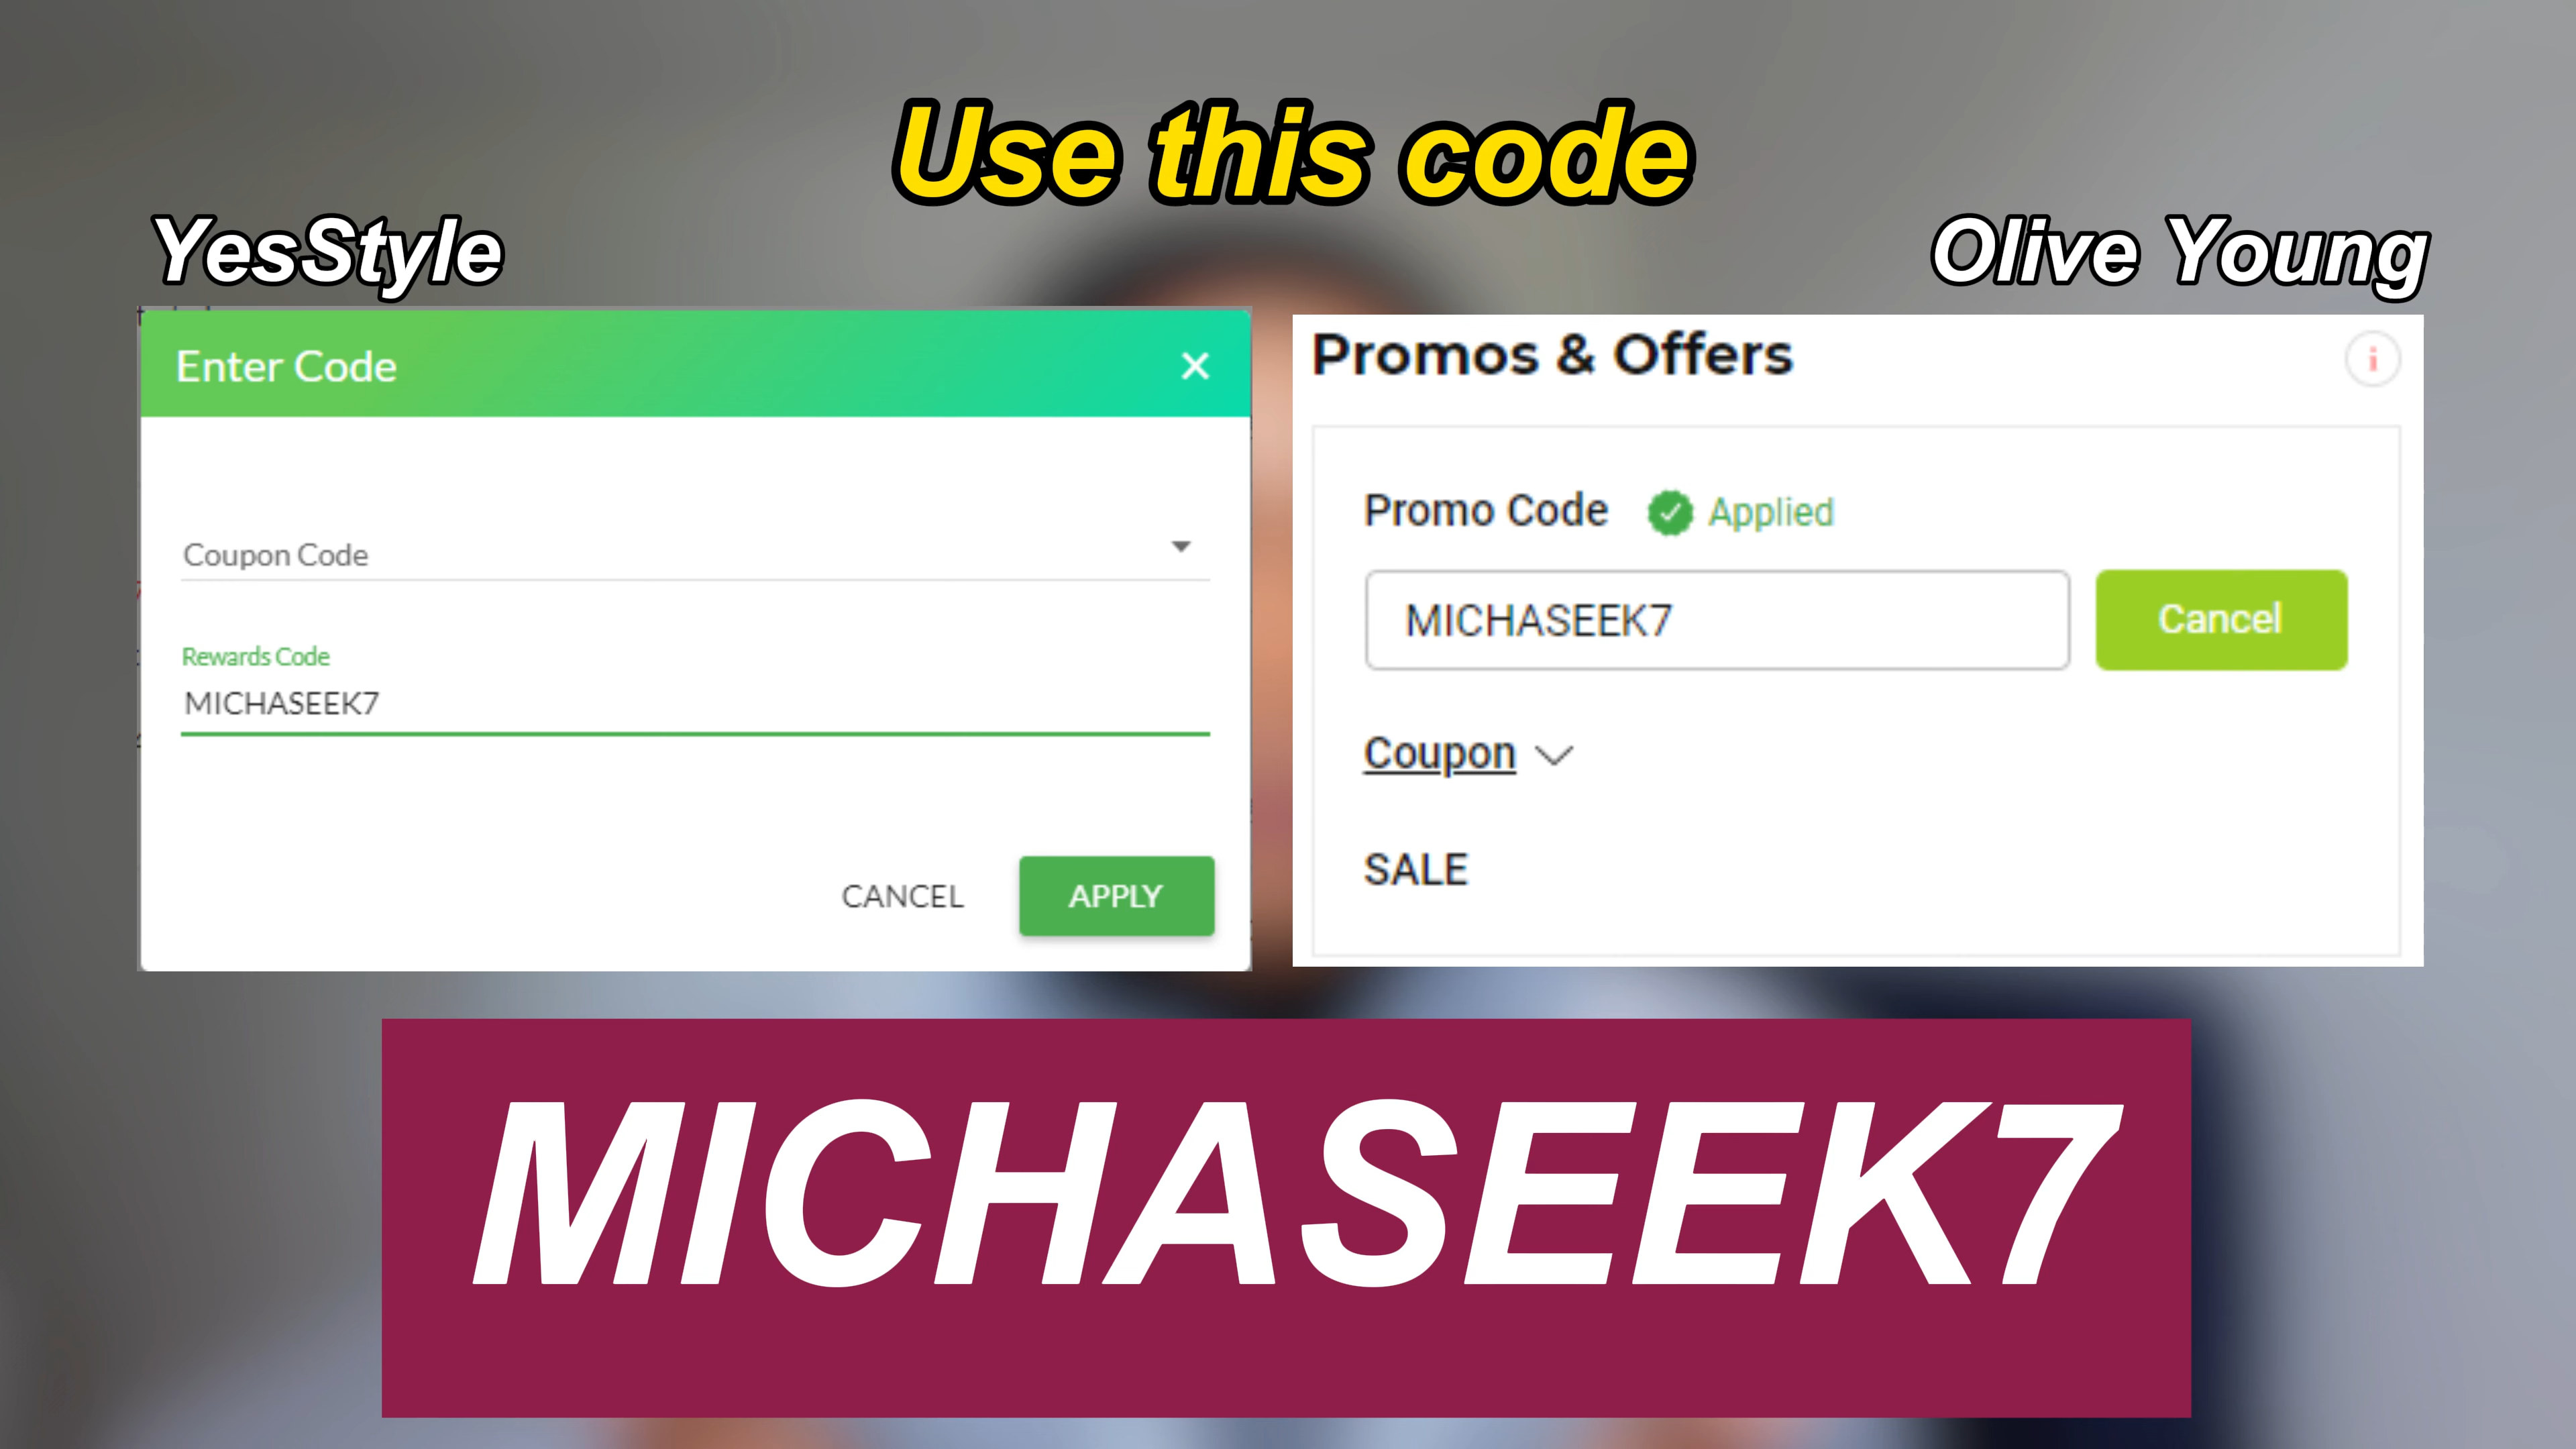 Use this code
YesStyle
Olive Young
Enter Code
Coupon Code
Rewards Code
MICHASEEK7
CANCEL
APPLY
Promos & Offers
i
Promo Code Applied
MICHASEEK7
Cancel
Coupon
SALE
MICHASEEK7